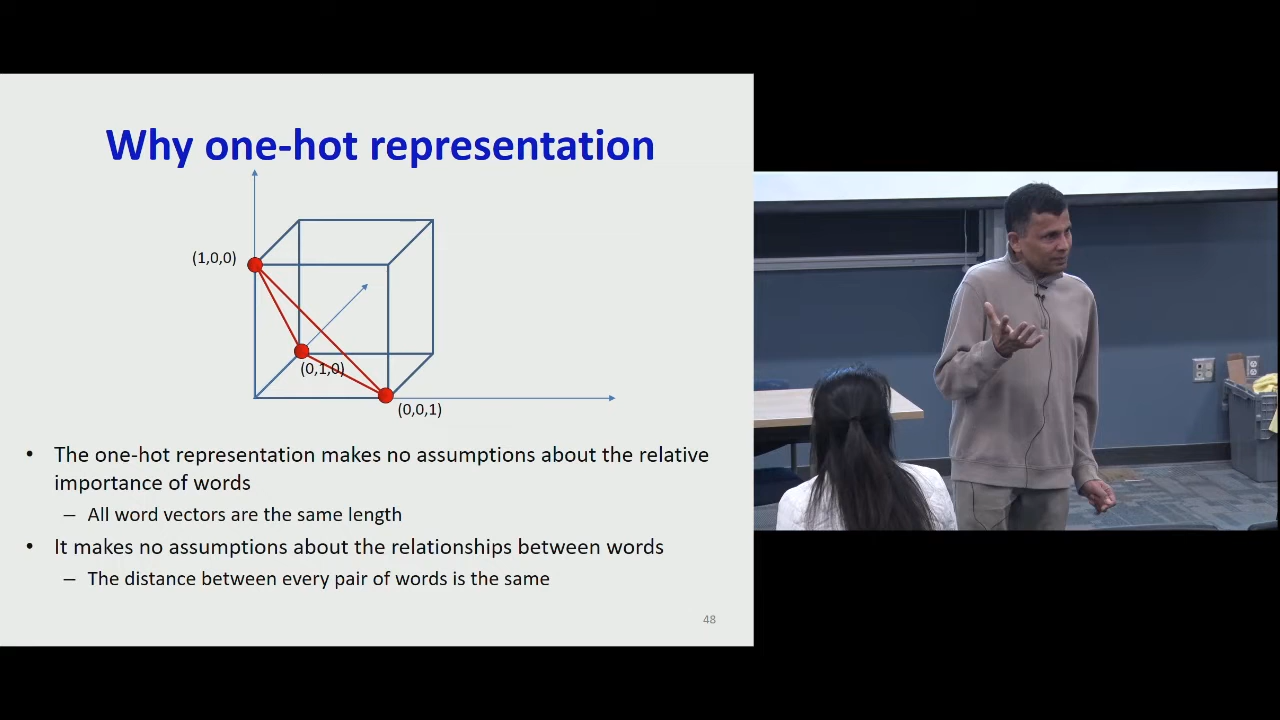 Why one-hot representation
(1,0,0)
(0,1,0)
(0,0,1)
• The one-hot representation makes no assumptions about the relative
importance of words
– All word vectors are the same length
• It makes no assumptions about the relationships between words
– The distance between every pair of words is the same
48